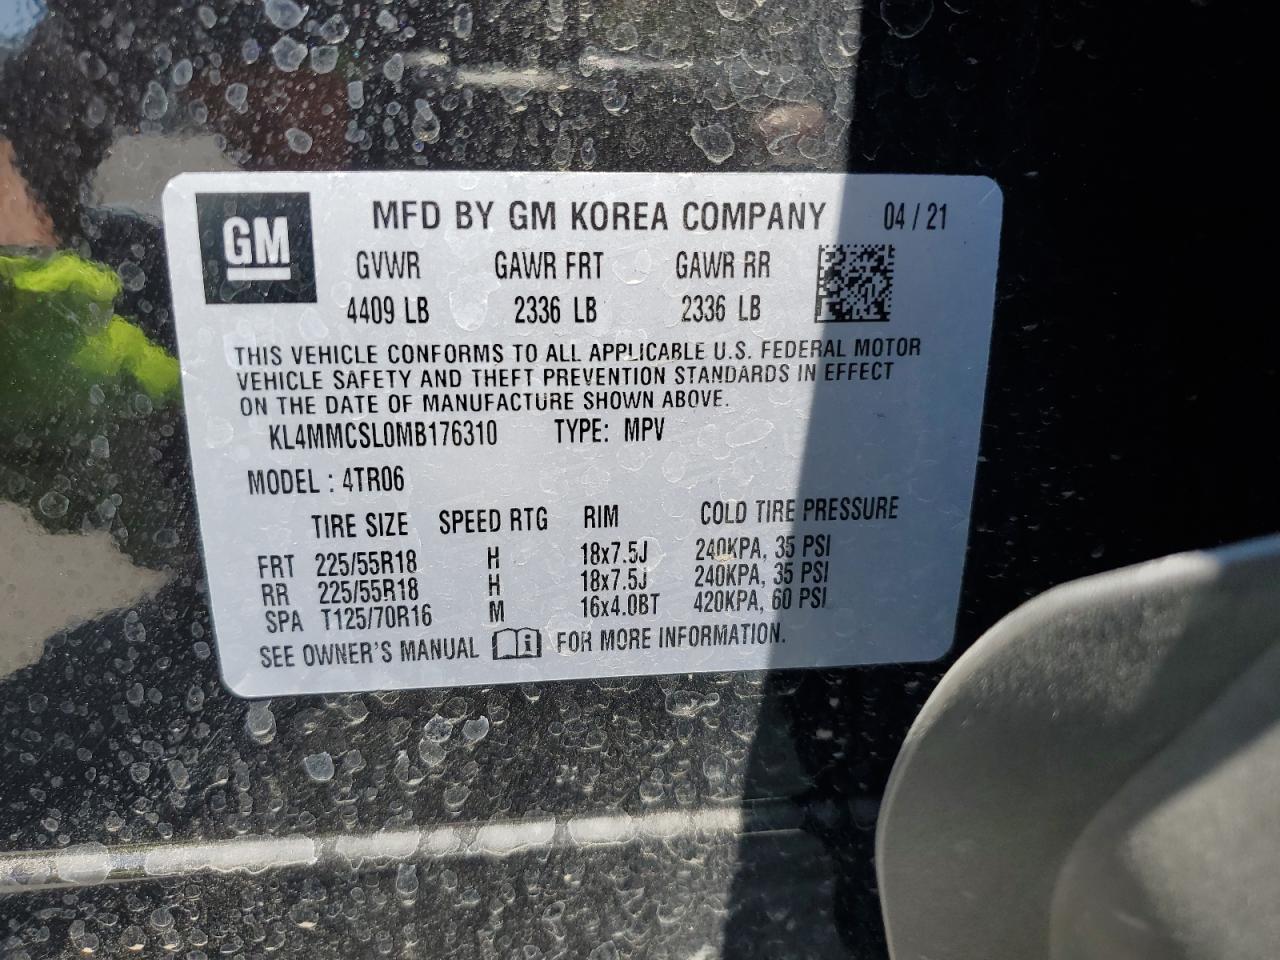 GM MFD BY GM KOREA COMPANY 04 / 21
GVWR GAWR FRT GAWR RR
4409 LB 2336 LB 2336 LB
THIS VEHICLE CONFORMS TO ALL APPLICABLE U.S. FEDERAL MOTOR
VEHICLE SAFETY AND THEFT PREVENTION STANDARDS IN EFFECT
ON THE DATE OF MANUFACTURE SHOWN ABOVE.
KL4MMCSL0MB176310 TYPE: MPV
MODEL : 4TR06
TIRE SIZE SPEED RTG RIM COLD TIRE PRESSURE
FRT 225/55R18 H 18x7.5J 240KPA, 35 PSI
RR 225/55R18 H 18x7.5J 240KPA, 35 PSI
SPA T125/70R16 M 16x4.0BT 420KPA, 60 PSI
SEE OWNER'S MANUAL i FOR MORE INFORMATION.